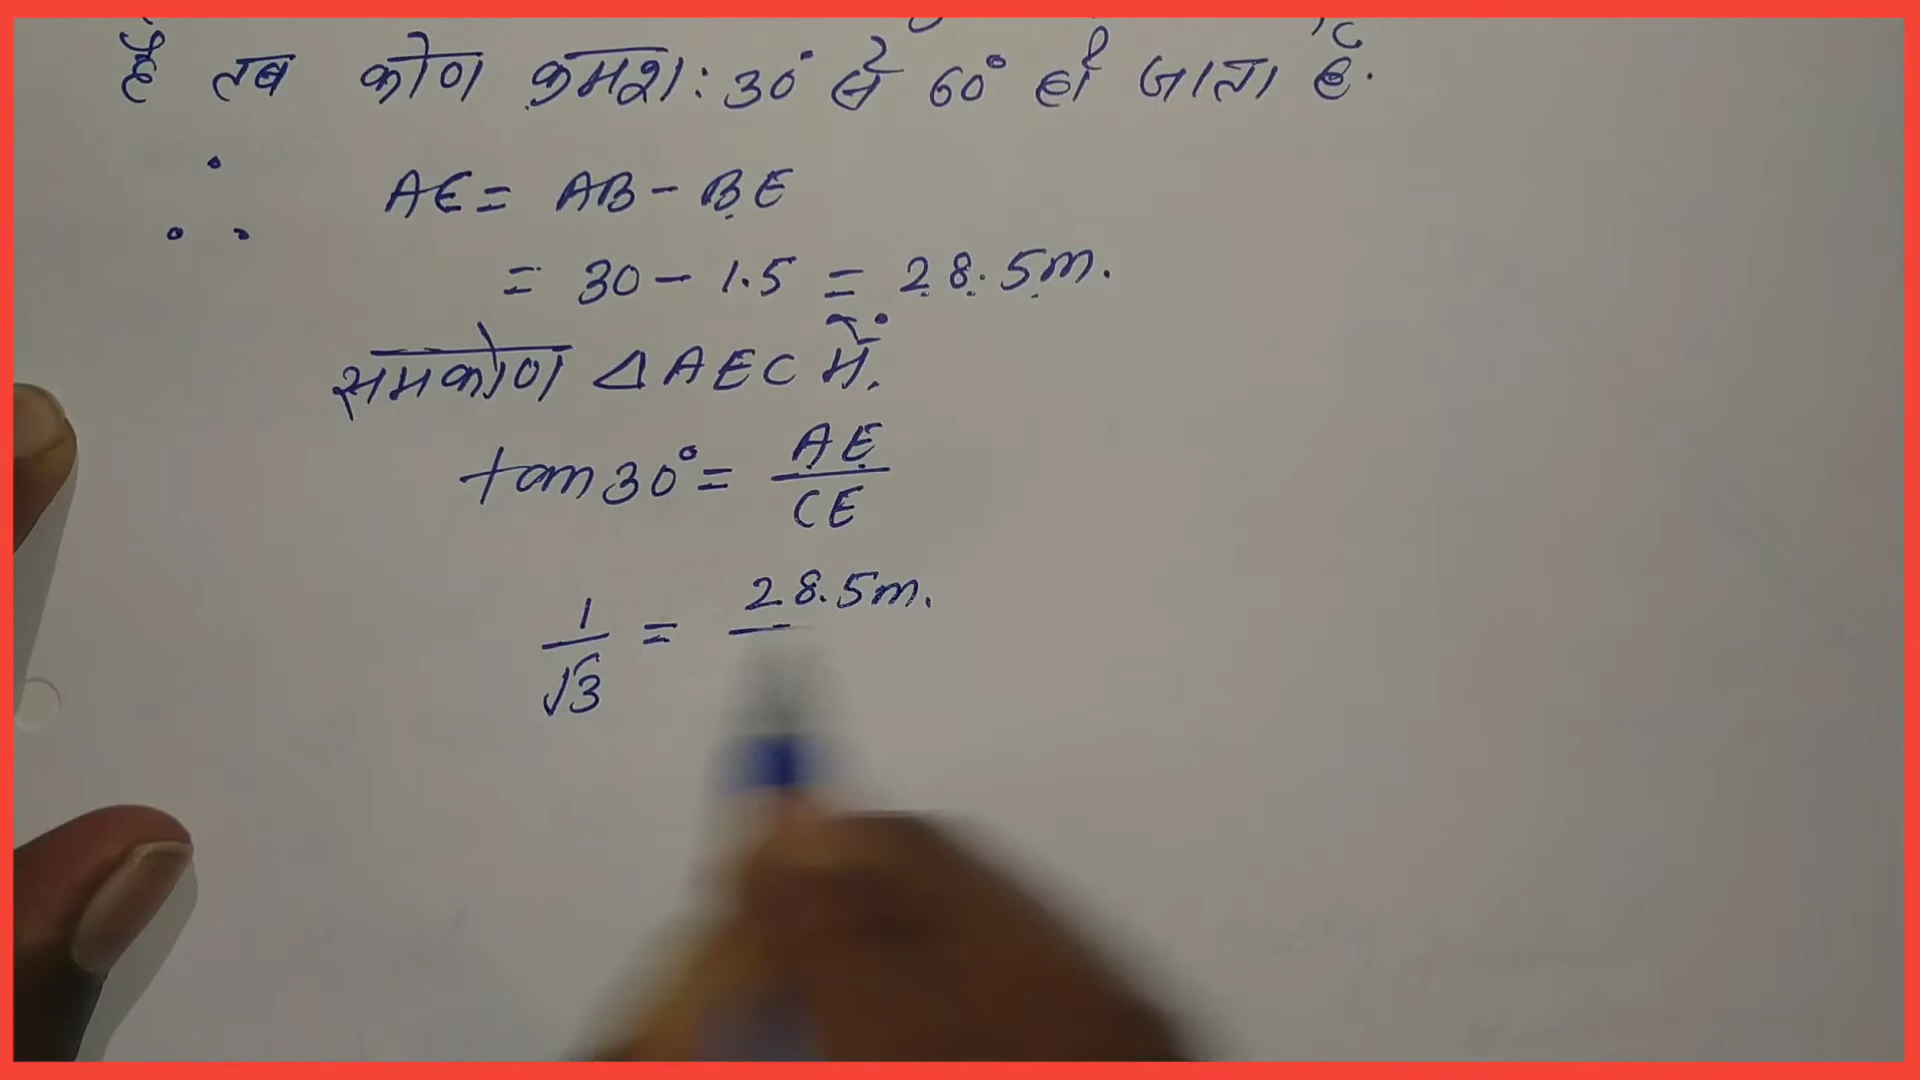 है तब कोण क्रमश: 30° से 60° हो जाता है.
∴ AE = AB - BE
= 30 - 1.5 = 28.5m.
समकोण △AEC में.
tan30° = AE/CE
1/√3 = 28.5m.